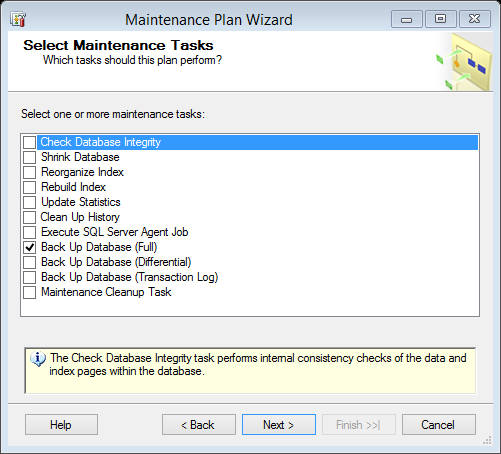 Maintenance Plan Wizard
Select Maintenance Tasks
Which tasks should this plan perform?
Select one or more maintenance tasks:
Check Database Integrity
Shrink Database
Reorganize Index
Rebuild Index
Update Statistics
Clean Up History
Execute SQL Server Agent Job
Back Up Database (Full)
Back Up Database (Differential)
Back Up Database (Transaction Log)
Maintenance Cleanup Task
The Check Database Integrity task performs internal consistency checks of the data and
index pages within the database.
Help < Back Next > Finish >>| Cancel